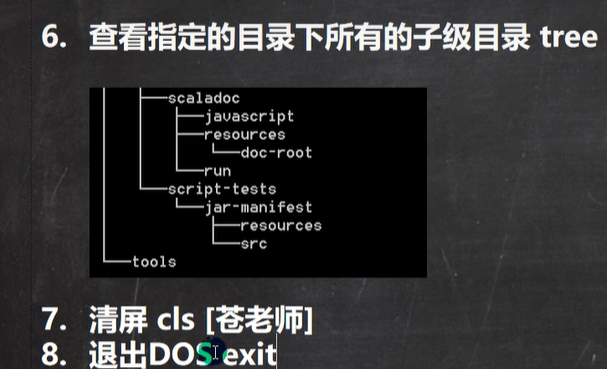 6. 查看指定的目录下所有的子级目录 tree
scaladoc
javascript
resources
doc-root
run
script-tests
jar-manifest
resources
src
tools
7. 清屏 cls [苍老师]
8. 退出DOS exit